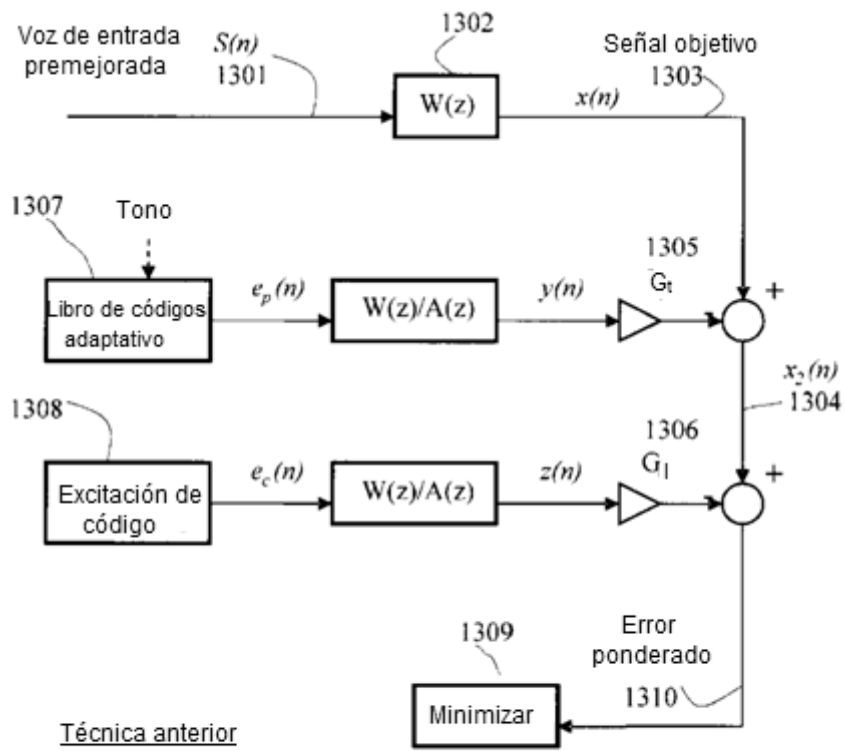 Voz de entrada
premejorada
S(n)
1301
1302
W(z)
Señal objetivo
1303
x(n)
1307
Tono
Libro de códigos
adaptativo
e_p(n)
W(z)/A(z)
y(n)
1305
G_t
+
x_2(n)
1304
1308
Excitación de
código
e_c(n)
W(z)/A(z)
z(n)
1306
G_l
+
1309
Minimizar
Error
ponderado
1310
Técnica anterior